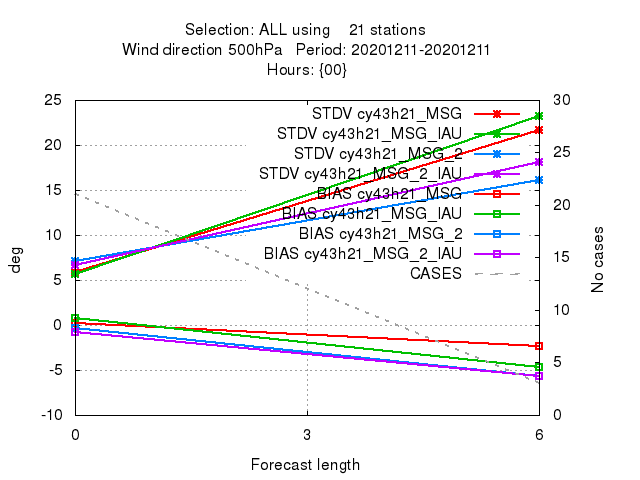 Selection: ALL using    21 stations
Wind direction 500hPa   Period: 20201211-20201211
Hours: {00}
25
20
15
10
5
0
-5
-10
deg
30
25
20
15
10
5
0
No cases
STDV cy43h21_MSG
STDV cy43h21_MSG_IAU
STDV cy43h21_MSG_2
STDV cy43h21_MSG_2_IAU
BIAS cy43h21_MSG
BIAS cy43h21_MSG_IAU
BIAS cy43h21_MSG_2
BIAS cy43h21_MSG_2_IAU
CASES
0 3 6
Forecast length